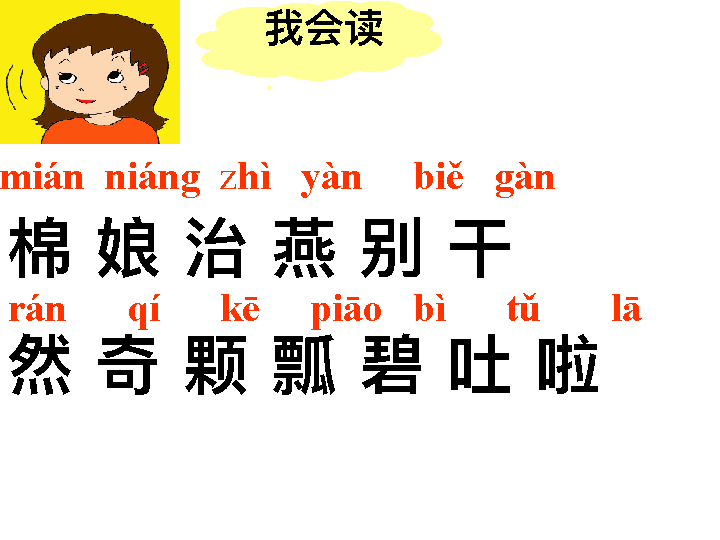 我会读
mián niáng zhì yàn biě gàn
棉 娘 治 燕 别 干
rán qí kē piāo bì tǔ lā
然 奇 颗 瓢 碧 吐 啦